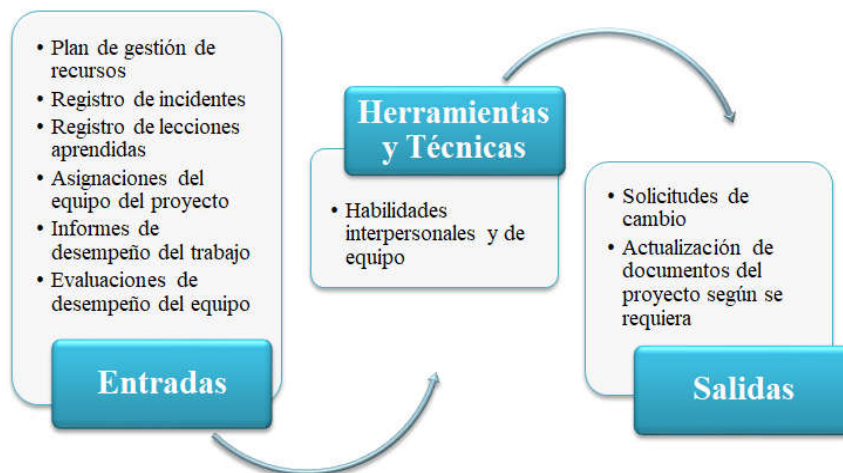 • Plan de gestión de
recursos
• Registro de incidentes
• Registro de lecciones
aprendidas
• Asignaciones del
equipo del proyecto
• Informes de
desempeño del trabajo
• Evaluaciones de
desempeño del equipo
Entradas
Herramientas
y Técnicas
• Habilidades
interpersonales y de
equipo
• Solicitudes de
cambio
• Actualización de
documentos del
proyecto según se
requiera
Salidas